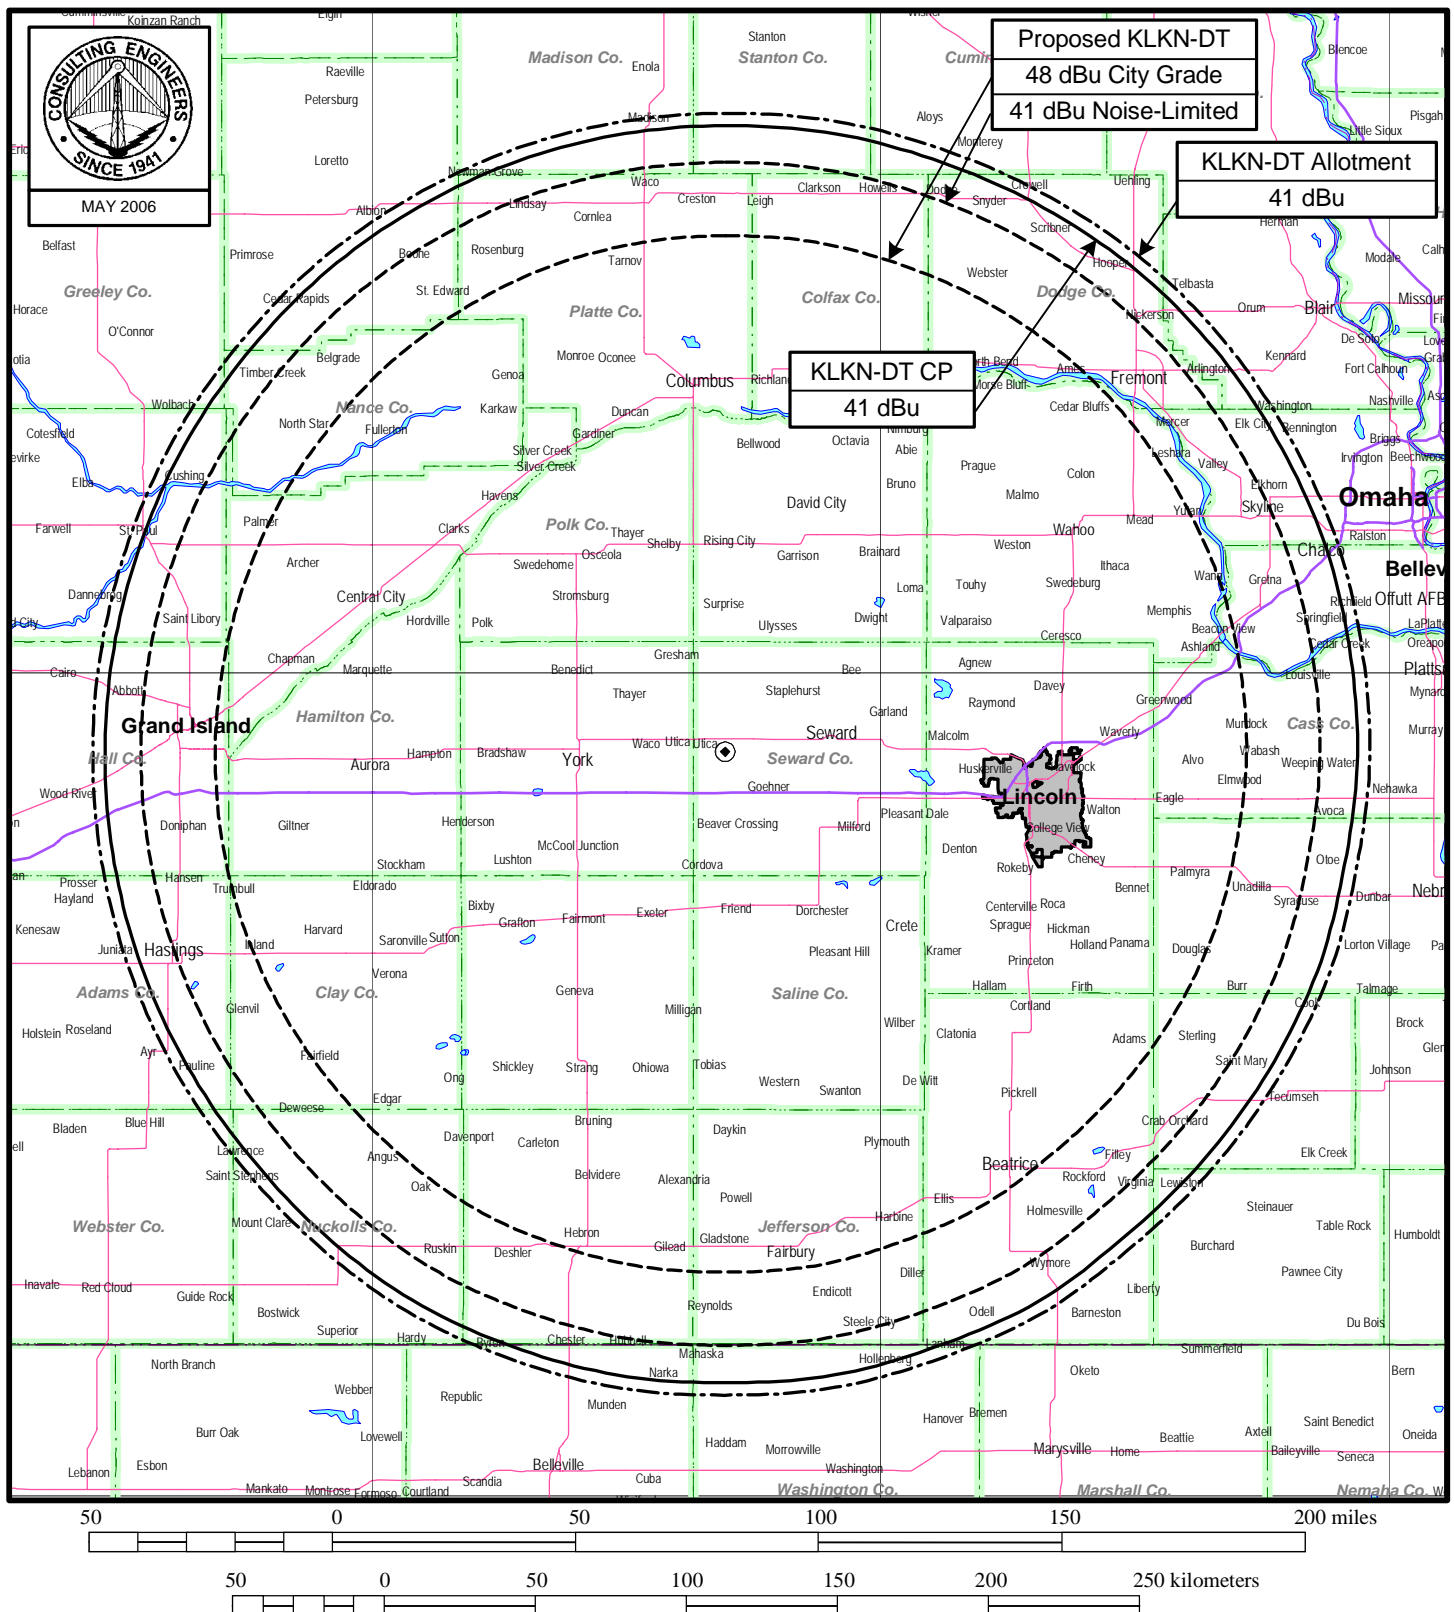 CONSULTING ENGINEERS
SINCE 1941
MAY 2006
Proposed KLKN-DT
48 dBu City Grade
41 dBu Noise-Limited
KLKN-DT Allotment
41 dBu
KLKN-DT CP
41 dBu
Koinzan Ranch
Elgin
Stanton
Blencoe
Madison Co.
Enola
Stanton Co.
Raeville
Petersburg
Pisgah
Madison
Aloys
Little Sioux
Monterey
Loretto
Newman Grove
Waco
Clarkson
Howells
Dodge
Crowell
Uehling
Albion
Lindsay
Cornlea
Creston
Leigh
Snyder
Scribner
Herman
Belfast
Primrose
Boone
Rosenburg
Tarnov
Webster
Hooper
Modale
Greeley Co.
Cedar Rapids
St. Edward
Platte Co.
Colfax Co.
Dodge Co.
Telbasta
Horace
O'Connor
Nickerson
Orum
Blair
De Soto
Belgrade
Timber Creek
Monroe
Oconee
Genoa
Columbus
Kennard
Fort Calhoun
Arlington
Fremont
Morse Bluff
Wolbach
Nance Co.
Karkaw
Duncan
Cedar Bluffs
Washington
Nashville
North Star
Fullerton
Gardiner
Bellwood
Octavia
Abie
Mercer
Elk City
Bennington
Briggs
Cotesfield
Silver Creek
Silver Creek
Leshara
Valley
Irvington
Beechwood
Elba
Cushing
Havens
David City
Bruno
Prague
Malmo
Colon
Elkhorn
Omaha
Farwell
St. Paul
Palmer
Clarks
Polk Co.
Thayer
Shelby
Rising City
Mead
Yutan
Skyline
Ralston
Wahoo
Weston
Chalco
Archer
Swedehome
Osceola
Garrison
Brainard
Ithaca
Wann
Gretna
Dannebrog
Central City
Stromsburg
Surprise
Loma
Touhy
Swedeburg
Richfield
Offutt AFB
Saint Libory
Hordville
Polk
Ulysses
Dwight
Valparaiso
Memphis
Beacon View
Springfield
Ceresco
Ashland
Cedar Creek
Cairo
Chapman
Marquette
Benedict
Gresham
Bee
Agnew
Louisville
Abbott
Thayer
Staplehurst
Garland
Raymond
Davey
Greenwood
Grand Island
Hamilton Co.
Seward
Malcolm
Waverly
Murdock
Cass Co.
Murray
Hall Co.
Aurora
Hampton
Bradshaw
York
Waco
Utica
Utica
Seward Co.
Huskerville
Havelock
Alvo
Wabash
Weeping Water
Elmwood
Wood River
Goehner
Lincoln
Eagle
Nehawka
Doniphan
Giltner
Henderson
Beaver Crossing
Milford
Pleasant Dale
Walton
Avoca
College View
McCool Junction
Lushton
Denton
Cheney
Otoe
Stockham
Cordova
Rokeby
Palmyra
Prosser
Hansen
Trumbull
Eldorado
Bennet
Unadilla
Hayland
Bixby
Grafton
Fairmont
Exeter
Friend
Dorchester
Crete
Centerville
Roca
Syracuse
Dunbar
Kenesaw
Harvard
Saronville
Sutton
Sprague
Hickman
Juniata
Hastings
Inland
Pleasant Hill
Kramer
Holland
Panama
Douglas
Lorton Village
Verona
Princeton
Adams Co.
Clay Co.
Geneva
Saline Co.
Hallam
Firth
Burr
Talmage
Glenvil
Milligan
Cortland
Cook
Holstein
Roseland
Wilber
Clatonia
Adams
Sterling
Brock
Ayr
Pauline
Fairfield
Ong
Shickley
Strang
Ohiowa
Tobias
Western
Swanton
De Witt
Saint Mary
Johnson
Pickrell
Tecumseh
Deweese
Edgar
Bladen
Blue Hill
Bruning
Daykin
Crab Orchard
Davenport
Carleton
Plymouth
Lawrence
Angus
Filley
Elk Creek
Saint Stephens
Oak
Belvidere
Alexandria
Powell
Beatrice
Rockford
Virginia
Lewiston
Ellis
Steinauer
Webster Co.
Mount Clare
Nuckolls Co.
Hebron
Gladstone
Jefferson Co.
Harbine
Holmesville
Table Rock
Humboldt
Ruskin
Deshler
Gilead
Fairbury
Burchard
Inavale
Red Cloud
Guide Rock
Diller
Wymore
Liberty
Pawnee City
Endicott
Bostwick
Reynolds
Steele City
Odell
Barneston
Du Bois
Superior
Hardy
Byron
Chester
Hubbell
Lanham
Summerfield
North Branch
Mahaska
Hollenberg
Narka
Oketo
Bern
Webber
Republic
Munden
Hanover
Bremen
Burr Oak
Lovewell
Haddam
Morrowville
Marysville
Home
Beattie
Axtell
Saint Benedict
Oneida
Baileyville
Seneca
Lebanon
Esbon
Belleville
Cuba
Washington
Mankato
Montrose
Formoso
Courtland
Scandia
Washington Co.
Marshall Co.
Nemaha Co.
50 0 50 100 150 200 miles
50 0 50 100 150 200 250 kilometers